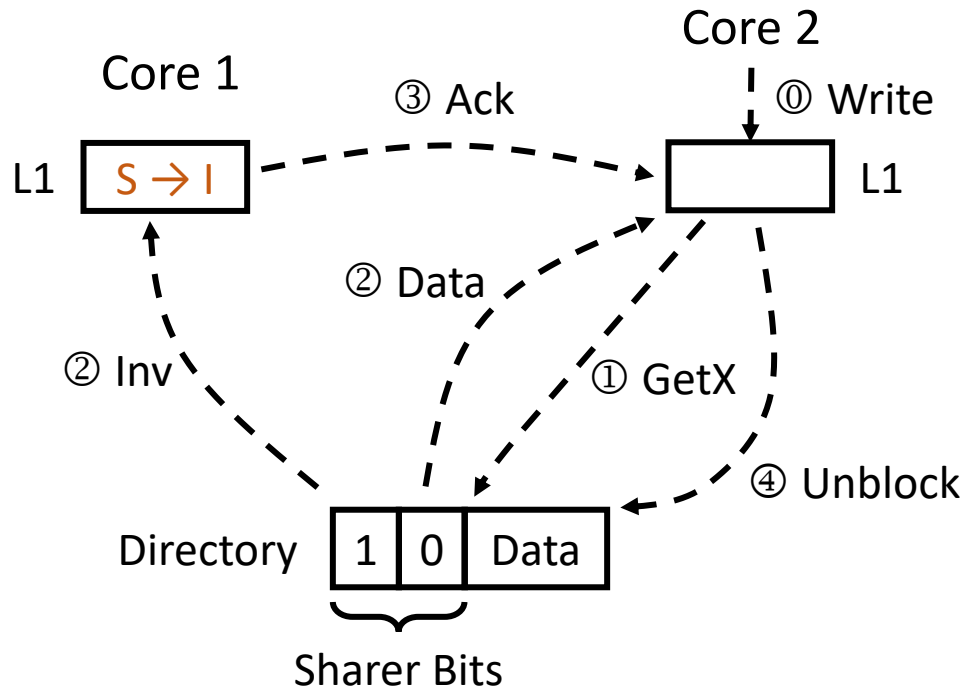 Core 1
Core 2
⓪ Write
③ Ack
L1
S → I
L1
② Data
② Inv
① GetX
④ Unblock
Directory
1
0
Data
Sharer Bits